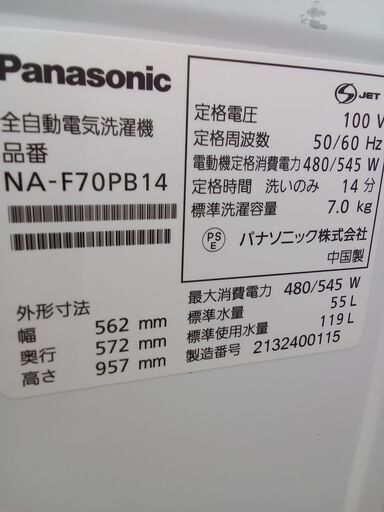 Panasonic
全自動電気洗濯機
品番
NA-F70PB14
外形寸法
幅 562 mm
奥行 572 mm
高さ 957 mm
S JET
定格電圧 100 V
定格周波数 50/60 Hz
電動機定格消費電力 480/545 W
定格時間 洗いのみ 14分
標準洗濯容量 7.0 kg
PS E パナソニック株式会社
中国製
最大消費電力 480/545 W
標準水量 55 L
標準使用水量 119 L
製造番号 2132400115